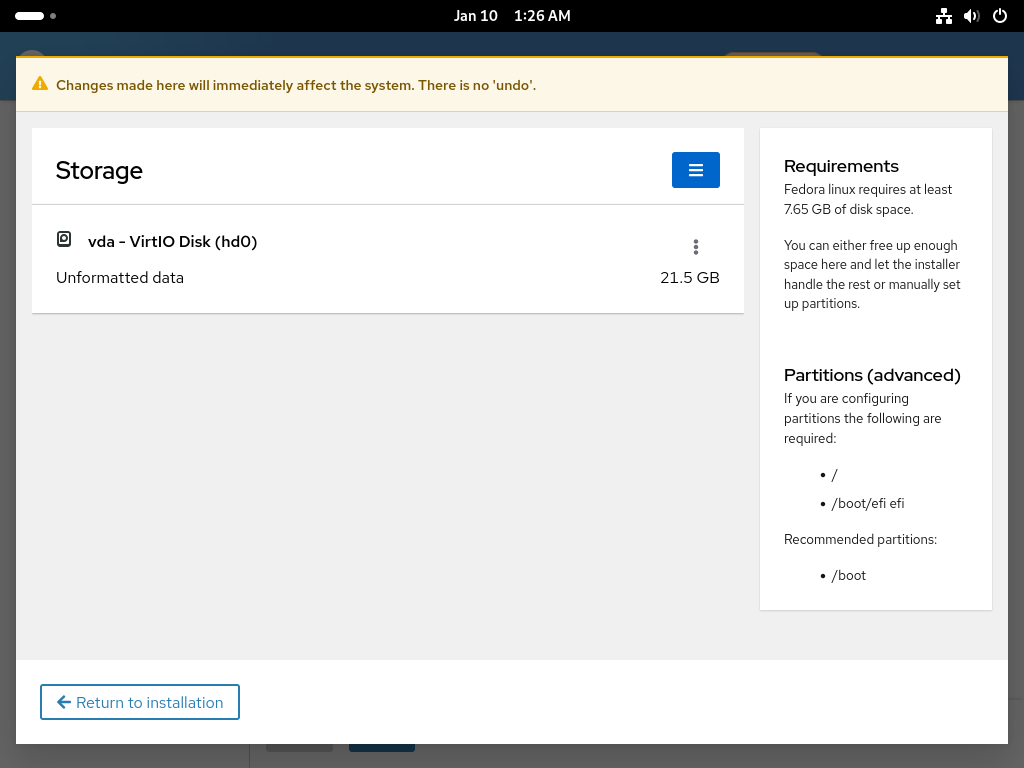 Jan 10 1:26 AM
Changes made here will immediately affect the system. There is no 'undo'.
Storage
vda - VirtIO Disk (hd0)
Unformatted data
21.5 GB
Requirements
Fedora linux requires at least
7.65 GB of disk space.
You can either free up enough
space here and let the installer
handle the rest or manually set
up partitions.
Partitions (advanced)
If you are configuring
partitions the following are
required:
• /
• /boot/efi efi
Recommended partitions:
• /boot
Return to installation